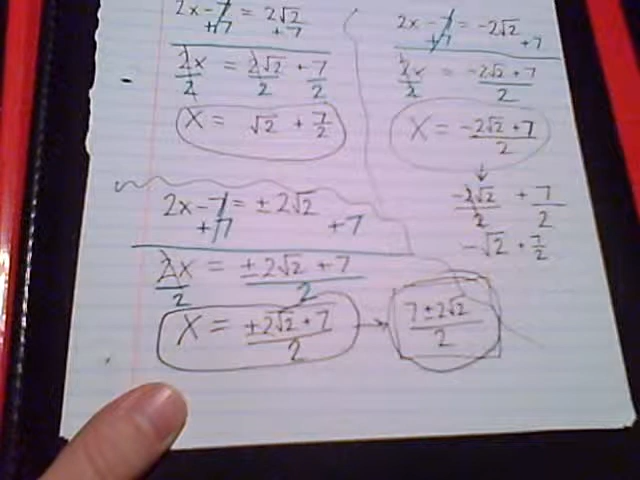 2x - 7 = 2√2
+7 +7
2x/2 = 2√2/2 + 7/2
x = √2 + 7/2
2x - 7 = -2√2
+7 +7
2x/2 = (-2√2 + 7)/2
x = (-2√2 + 7)/2
↓
-2√2/2 + 7/2
-√2 + 7/2
2x - 7 = ±2√2
+7 +7
2x/2 = (±2√2 + 7)/2
x = (±2√2 + 7)/2 → (7 ± 2√2)/2